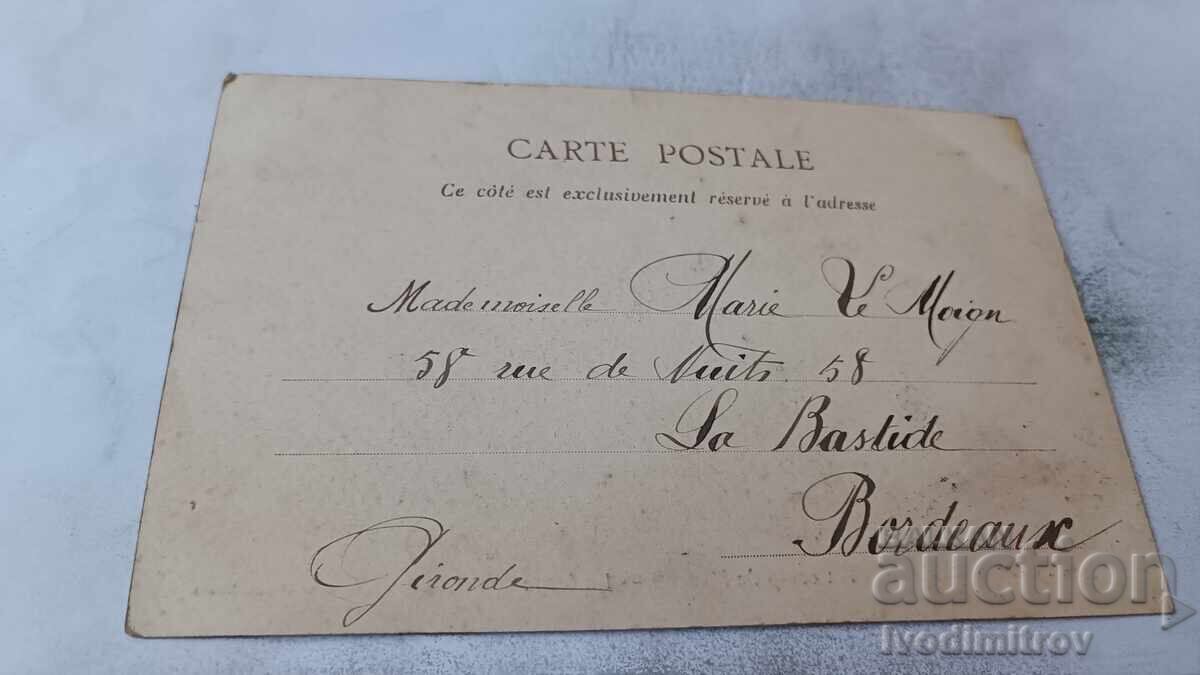 CARTE POSTALE
Ce côté est exclusivement réservé à l'adresse
Mademoiselle Marie Le Moign
58 rue de Nuits 58
La Bastide
Bordeaux
Gironde
auction
Ivodimitrov